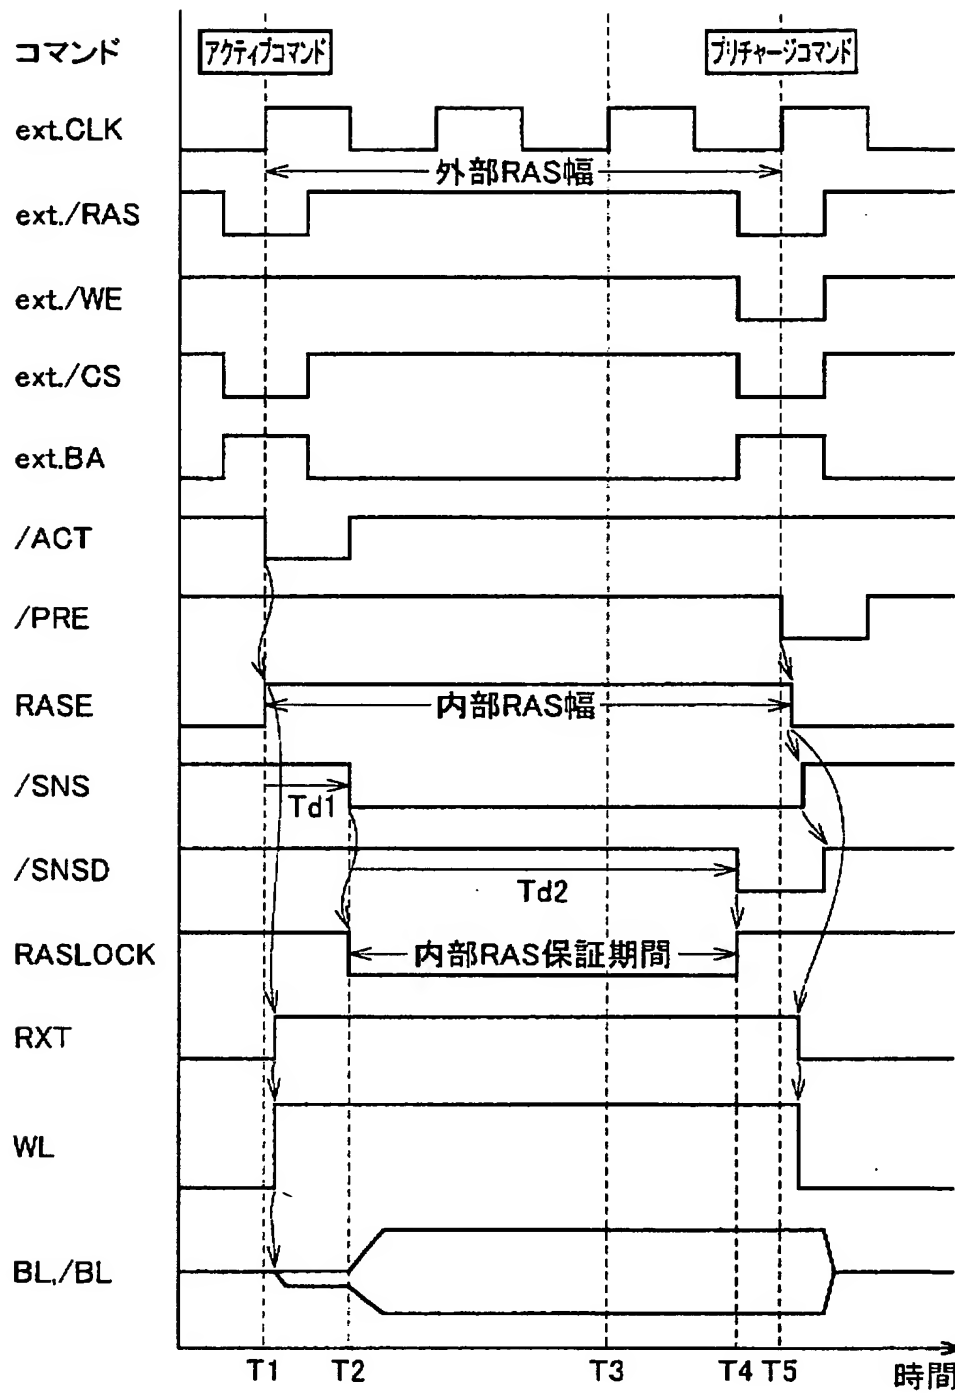 コマンド アクティブコマンド プリチャージコマンド
ext.CLK
外部RAS幅
ext./RAS
ext./WE
ext./CS
ext.BA
/ACT
/PRE
RASE 内部RAS幅
/SNS
Td1
/SNSD
Td2
RASLOCK 内部RAS保証期間
RXT
WL
BL,/BL
T1 T2 T3 T4 T5
時間